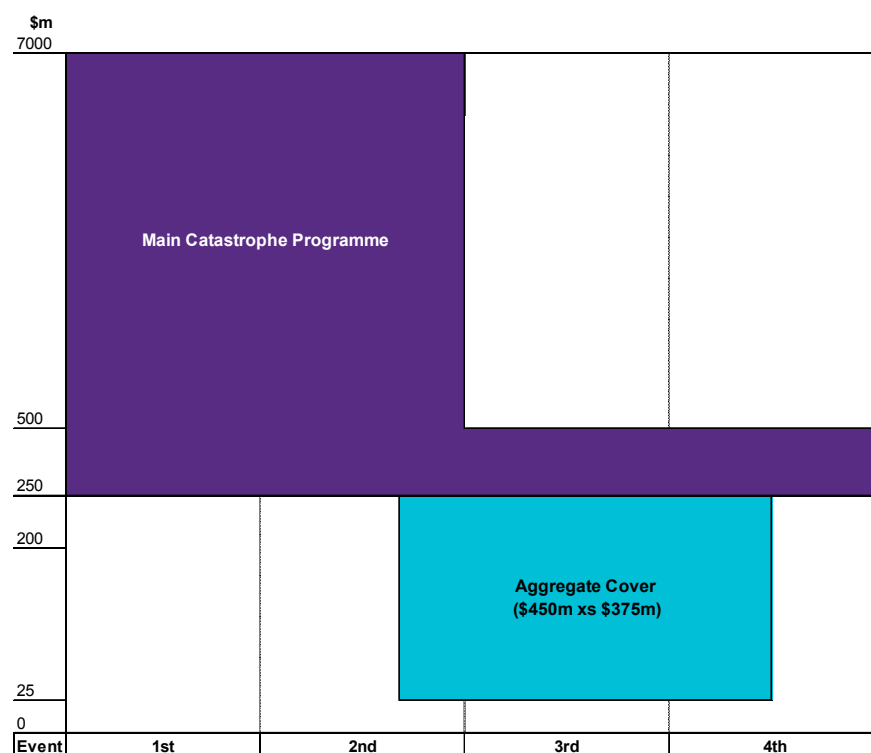 $m
7000
Main Catastrophe Programme
500
250
200
Aggregate Cover
($450m xs $375m)
25
0
Event 1st 2nd 3rd 4th